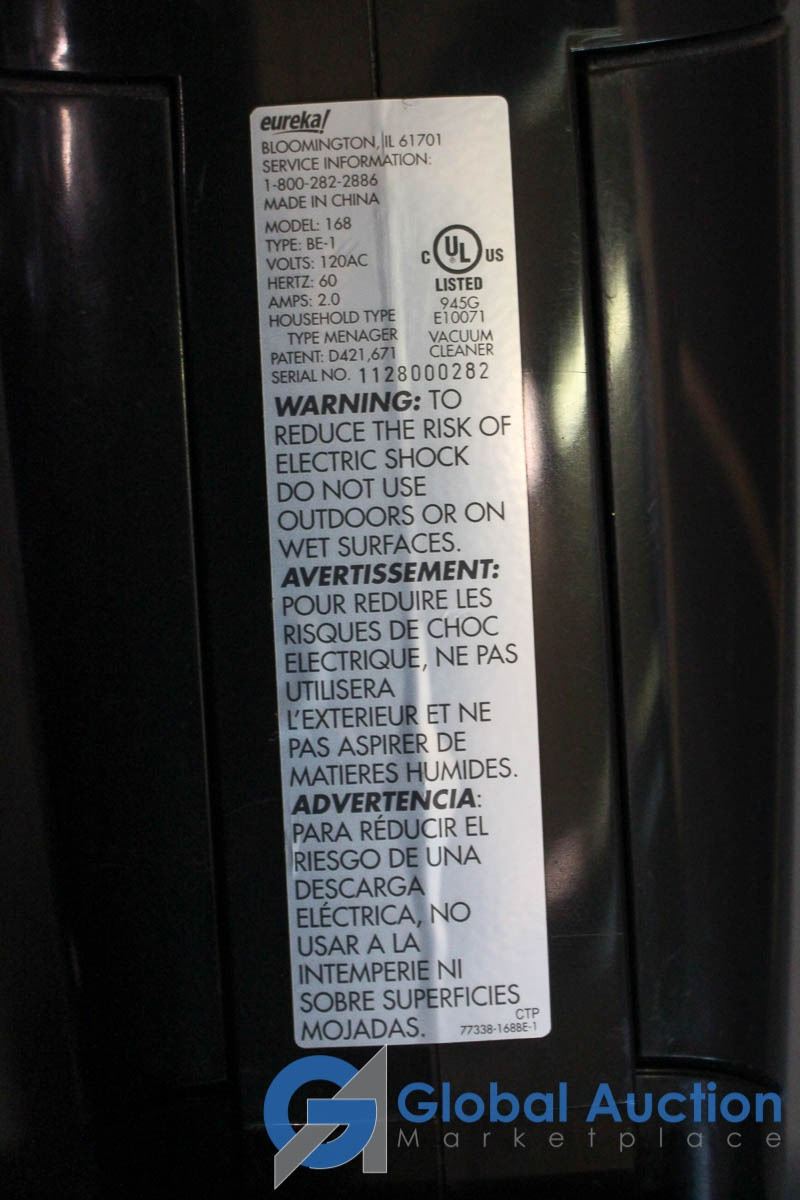 eureka!
BLOOMINGTON, IL 61701
SERVICE INFORMATION:
1-800-282-2886
MADE IN CHINA
MODEL: 168
TYPE: BE-1
VOLTS: 120AC
HERTZ: 60
AMPS: 2.0
HOUSEHOLD TYPE
TYPE MENAGER
PATENT: D421,671
C UL® US
LISTED
945G
E10071
VACUUM
CLEANER
SERIAL NO. 1128000282
WARNING: TO
REDUCE THE RISK OF
ELECTRIC SHOCK
DO NOT USE
OUTDOORS OR ON
WET SURFACES.
AVERTISSEMENT:
POUR REDUIRE LES
RISQUES DE CHOC
ELECTRIQUE, NE PAS
UTILISERA
L'EXTERIEUR ET NE
PAS ASPIRER DE
MATIERES HUMIDES.
ADVERTENCIA:
PARA RÉDUCIR EL
RIESGO DE UNA
DESCARGA
ELÉCTRICA, NO
USAR A LA
INTEMPERIE NI
SOBRE SUPERFICIES
MOJADAS.
CTP
77338-168BE-1
GA Global Auction
Marketplace